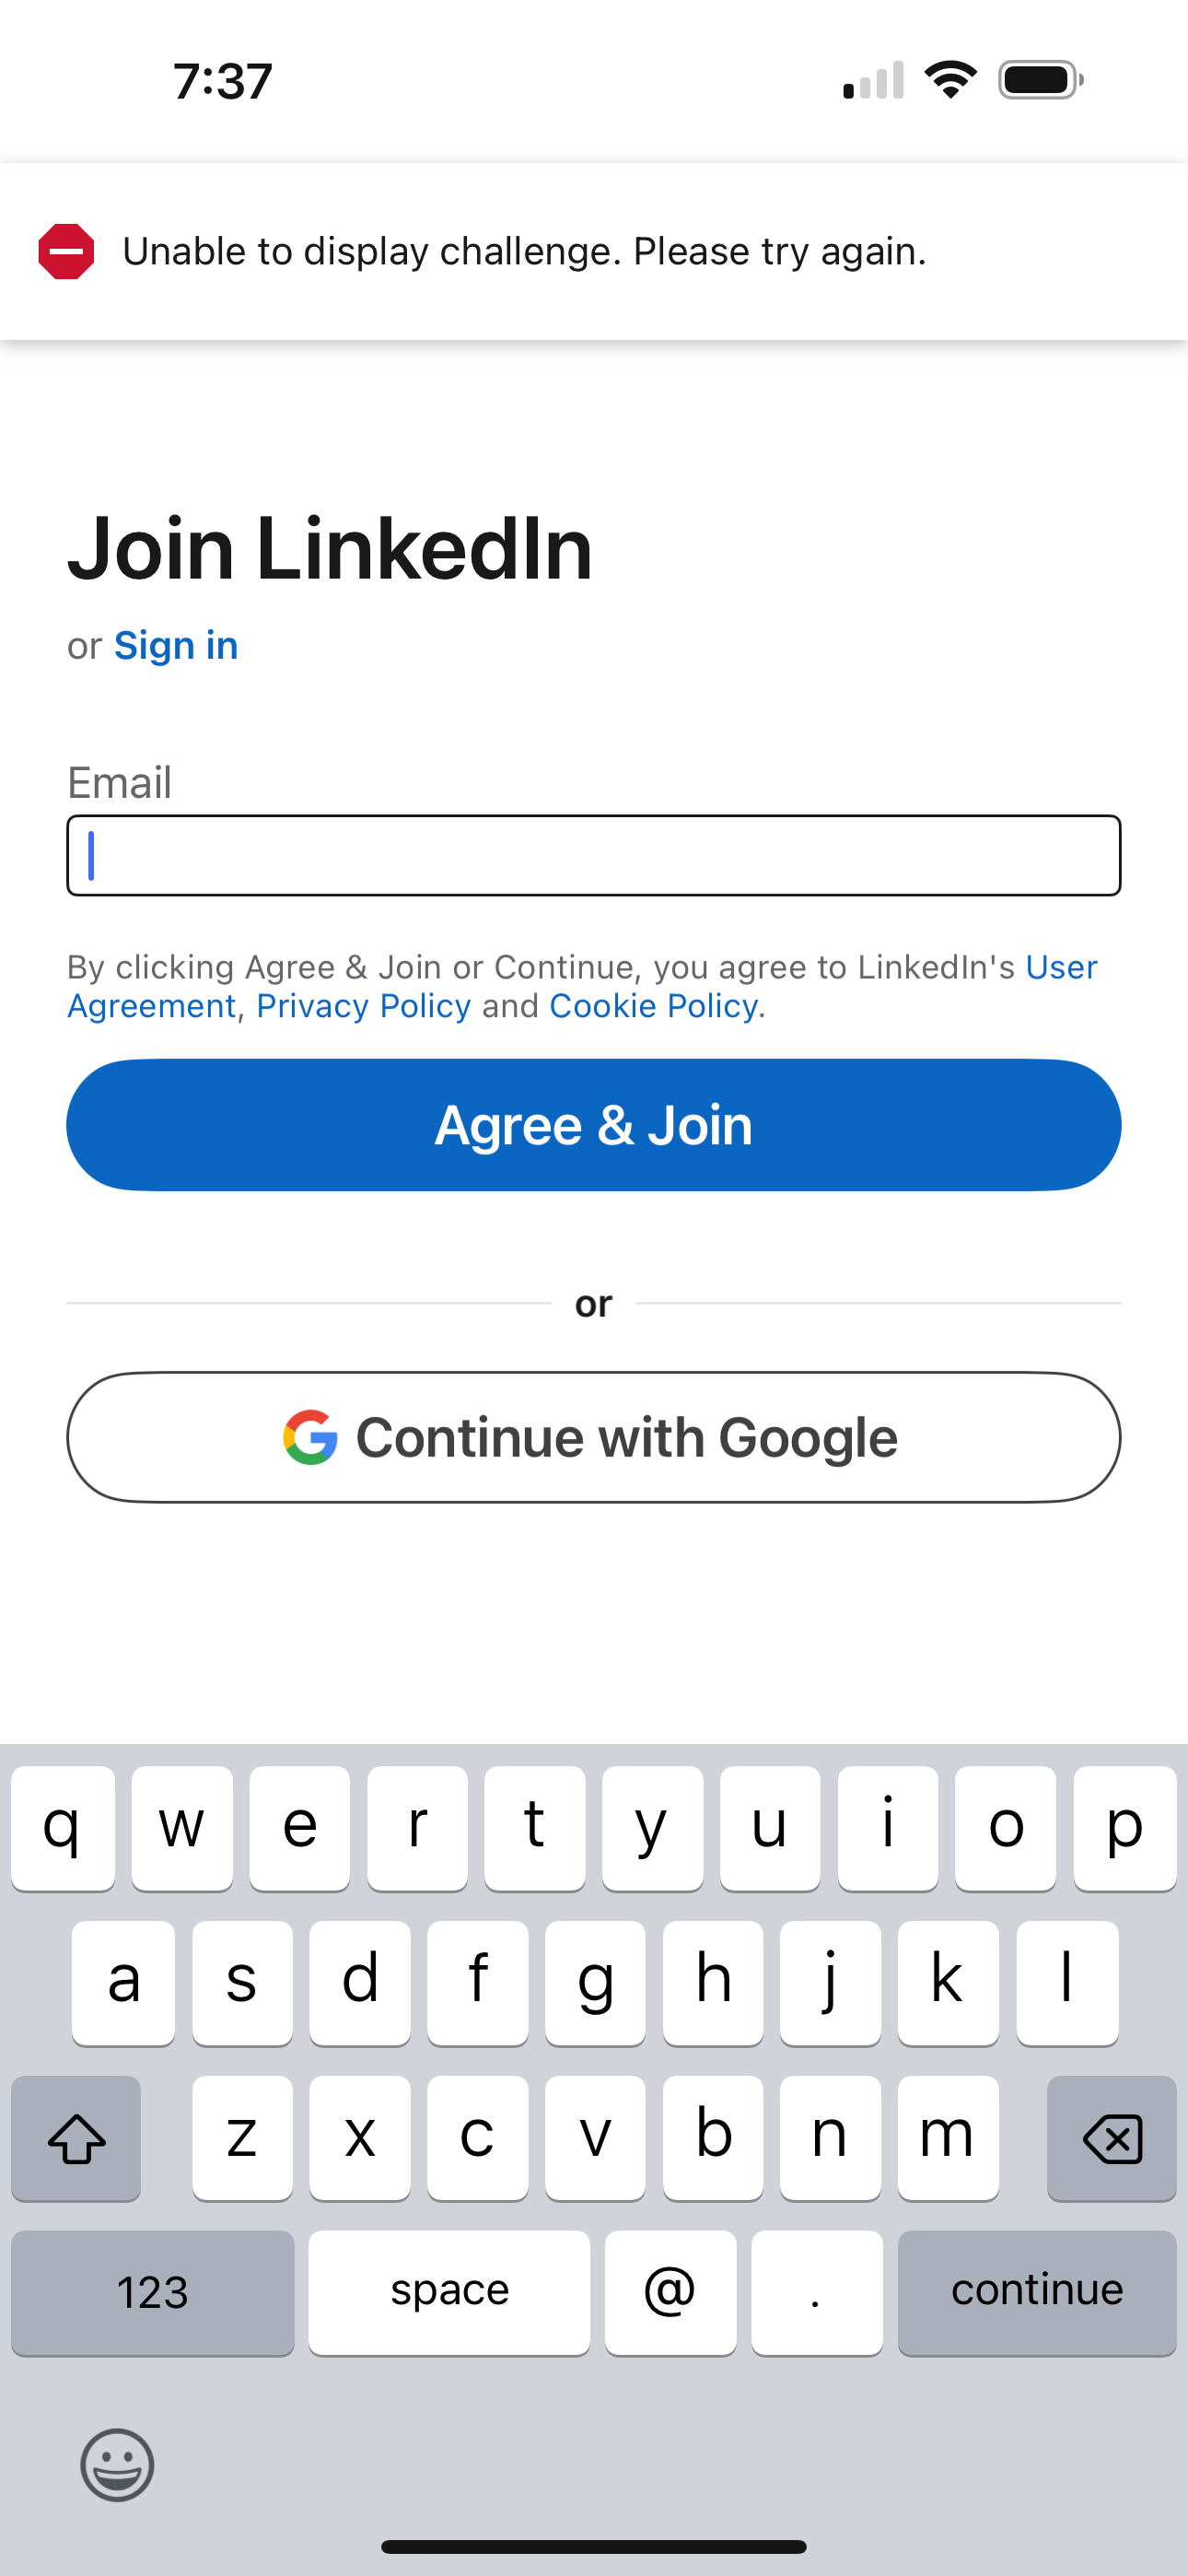 7:37
Unable to display challenge. Please try again.
Join LinkedIn
or Sign in
Email
By clicking Agree & Join or Continue, you agree to LinkedIn's User
Agreement, Privacy Policy and Cookie Policy.
Agree & Join
or
Continue with Google
q w e r t y u i o p
a s d f g h j k l
z x c v b n m
123 space @ . continue